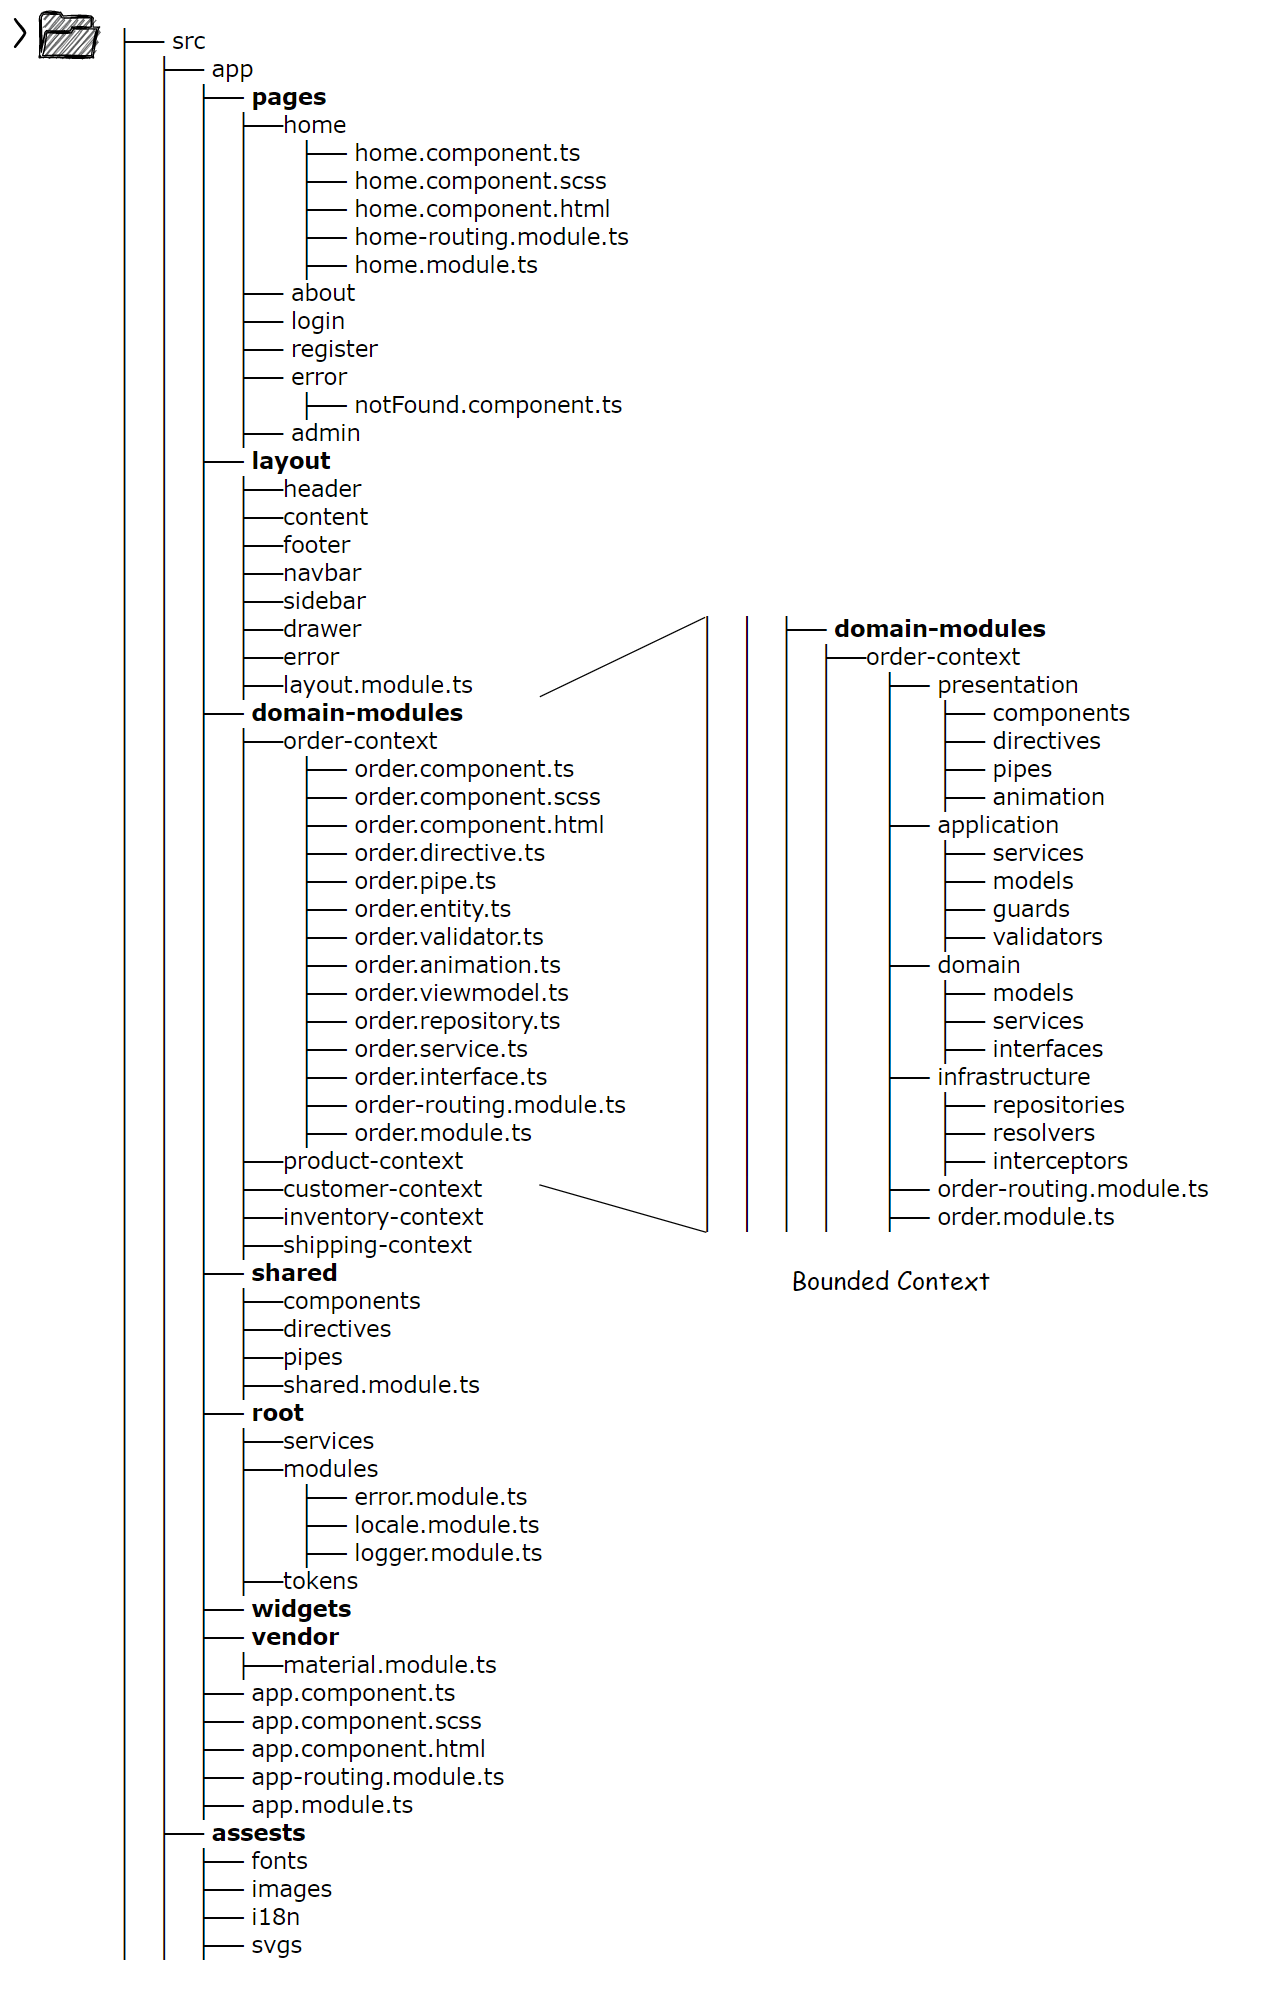 src
app
pages
home
home.component.ts
home.component.scss
home.component.html
home-routing.module.ts
home.module.ts
about
login
register
error
notFound.component.ts
admin
layout
header
content
footer
navbar
sidebar
drawer
error
layout.module.ts
domain-modules
order-context
order.component.ts
order.component.scss
order.component.html
order.directive.ts
order.pipe.ts
order.entity.ts
order.validator.ts
order.animation.ts
order.viewmodel.ts
order.repository.ts
order.service.ts
order.interface.ts
order-routing.module.ts
order.module.ts
product-context
customer-context
inventory-context
shipping-context
shared
components
directives
pipes
shared.module.ts
root
services
modules
error.module.ts
locale.module.ts
logger.module.ts
tokens
widgets
vendor
material.module.ts
app.component.ts
app.component.scss
app.component.html
app-routing.module.ts
app.module.ts
assests
fonts
images
i18n
svgs
domain-modules
order-context
presentation
components
directives
pipes
animation
application
services
models
guards
validators
domain
models
services
interfaces
infrastructure
repositories
resolvers
interceptors
order-routing.module.ts
order.module.ts
Bounded Context